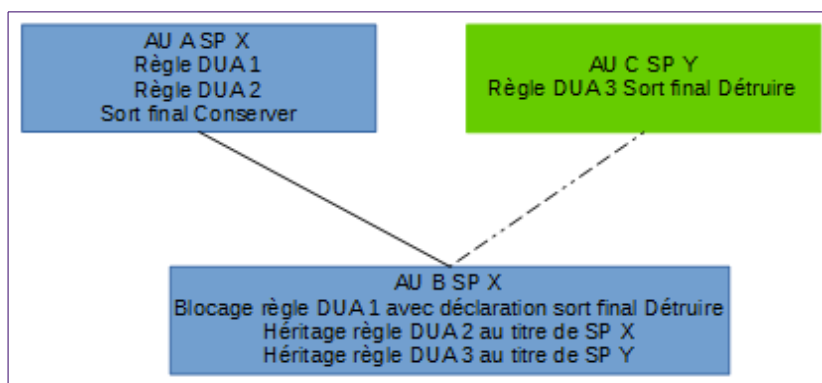 AU A SP X
Règle DUA 1
Règle DUA 2
Sort final Conserver
AU C SP Y
Règle DUA 3 Sort final Détruire
AU B SP X
Blocage règle DUA 1 avec déclaration sort final Détruire
Héritage règle DUA 2 au titre de SP X
Héritage règle DUA 3 au titre de SP Y